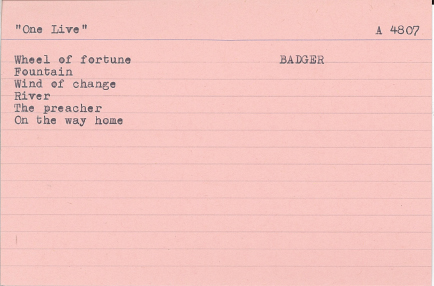 "One Live" A 4807
Wheel of fortune BADGER
Fountain
Wind of change
River
The preacher
On the way home